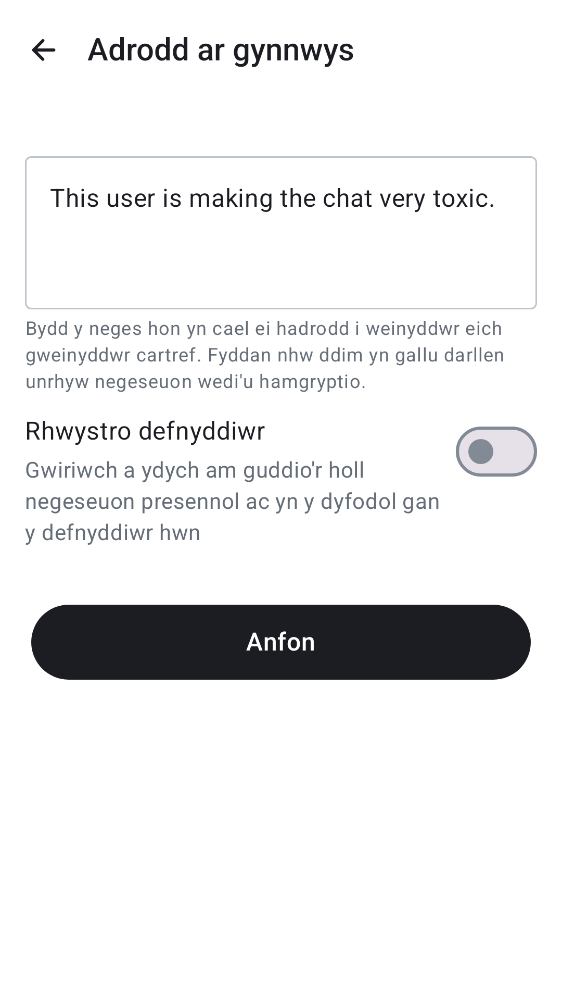 Adrodd ar gynnwys
This user is making the chat very toxic.
Bydd y neges hon yn cael ei hadrodd i weinyddwr eich
gweinyddwr cartref. Fyddan nhw ddim yn gallu darllen
unrhyw negeseuon wedi'u hamgryptio.
Rhwystro defnyddiwr
Gwiriwch a ydych am guddio'r holl
negeseuon presennol ac yn y dyfodol gan
y defnyddiwr hwn
Anfon